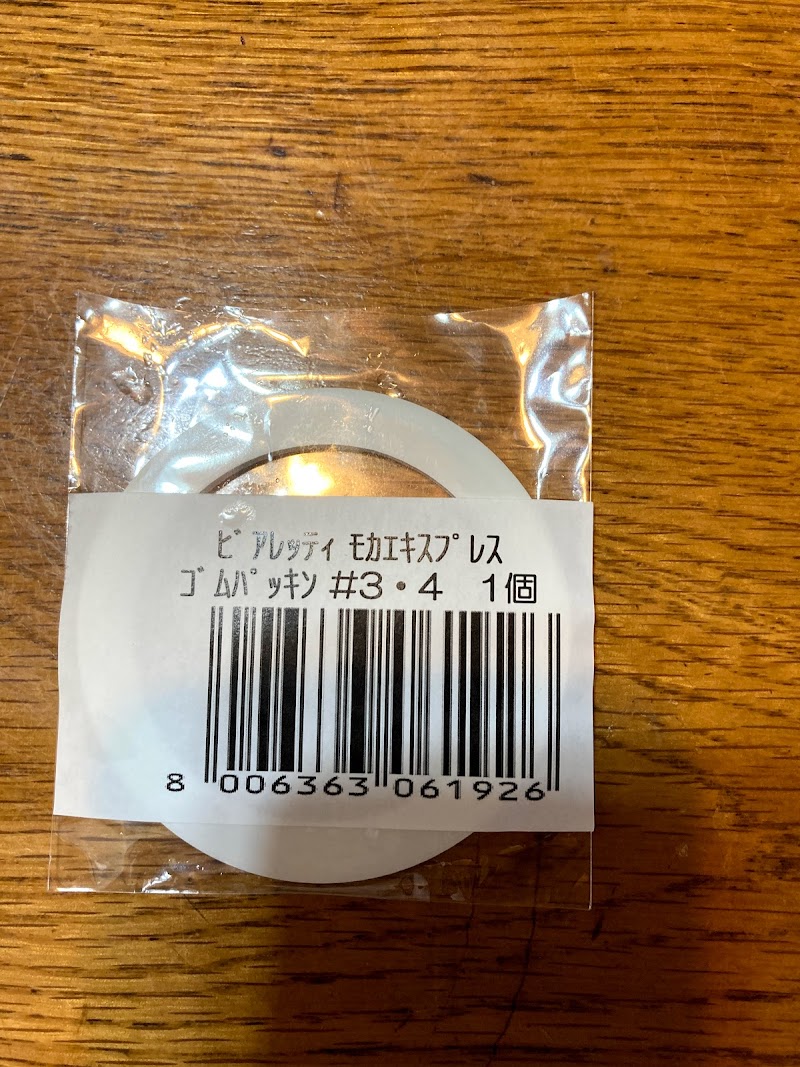 ビアレッティ モカエキスプレス
ゴムパッキン #3・4 1個
8 006363 061926